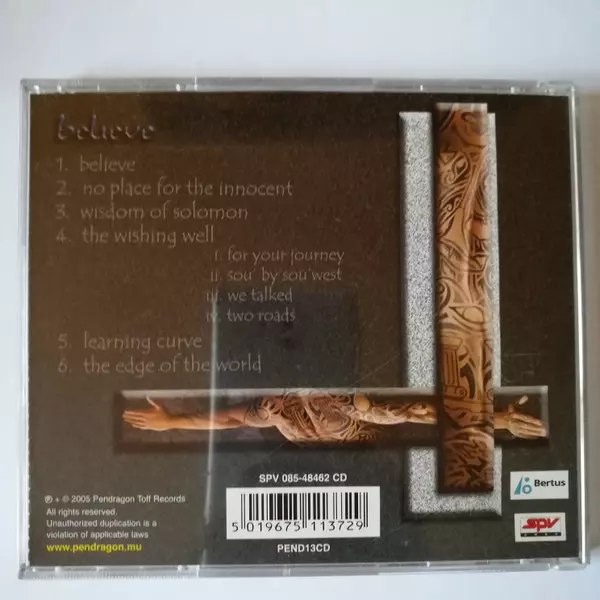 believe
1. believe
2. no place for the innocent
3. wisdom of solomon
4. the wishing well
i. for your journey
ii. sou' by sou'west
iii. we talked
iv. two roads
5. learning curve
6. the edge of the world
SPV 085-48462 CD
℗ + © 2005 Pendragon Toff Records
All rights reserved.
Unauthorized duplication is a
violation of applicable laws
www.pendragon.mu
5 019675 113729
PEND13CD
Bertus
SPV